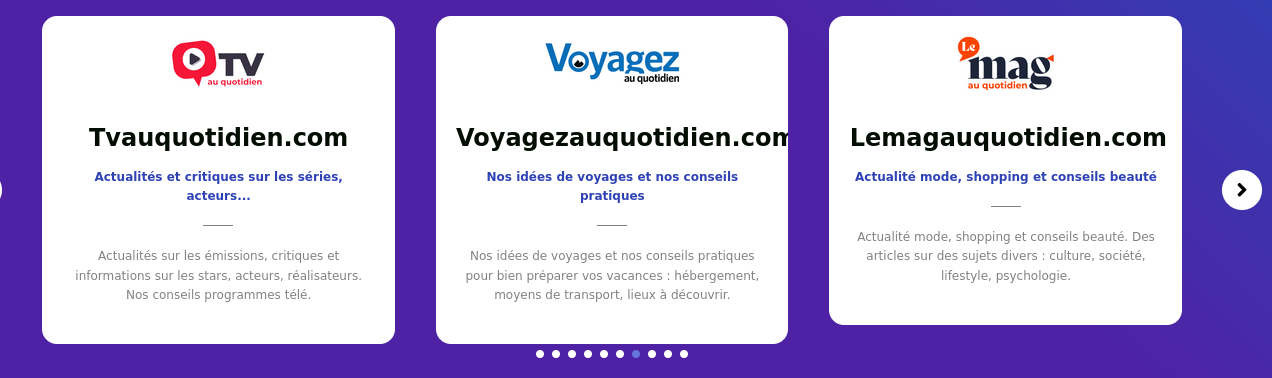 TV
au quotidien
Tvauquotidien.com
Actualités et critiques sur les séries,
acteurs...
Actualités sur les émissions, critiques et
informations sur les stars, acteurs, réalisateurs.
Nos conseils programmes télé.
Voyagez
au quotidien
Voyagezauquotidien.com
Nos idées de voyages et nos conseils
pratiques
Nos idées de voyages et nos conseils pratiques
pour bien préparer vos vacances : hébergement,
moyens de transport, lieux à découvrir.
Le
mag
au quotidien
Lemagauquotidien.com
Actualité mode, shopping et conseils beauté
Actualité mode, shopping et conseils beauté. Des
articles sur des sujets divers : culture, société,
lifestyle, psychologie.